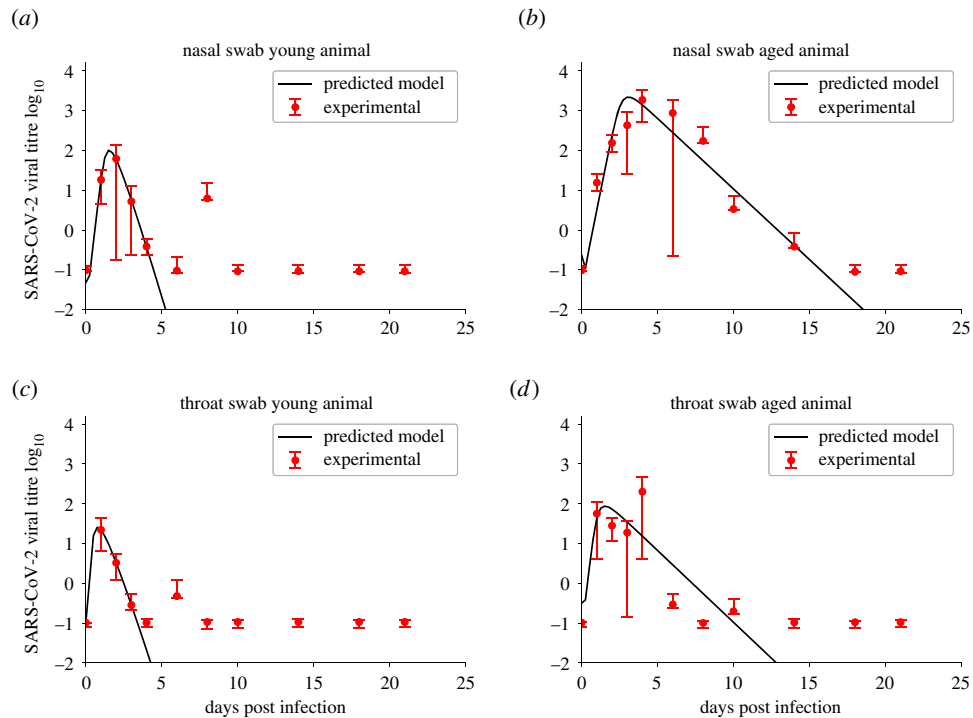 (a)
nasal swab young animal
SARS-CoV-2 viral titre log10
4
3
2
1
0
−1
−2
predicted model
experimental
0 5 10 15 20 25
(b)
nasal swab aged animal
4
3
2
1
0
−1
−2
predicted model
experimental
0 5 10 15 20 25
(c)
throat swab young animal
SARS-CoV-2 viral titre log10
4
3
2
1
0
−1
−2
predicted model
experimental
0 5 10 15 20 25
days post infection
(d)
throat swab aged animal
4
3
2
1
0
−1
−2
predicted model
experimental
0 5 10 15 20 25
days post infection